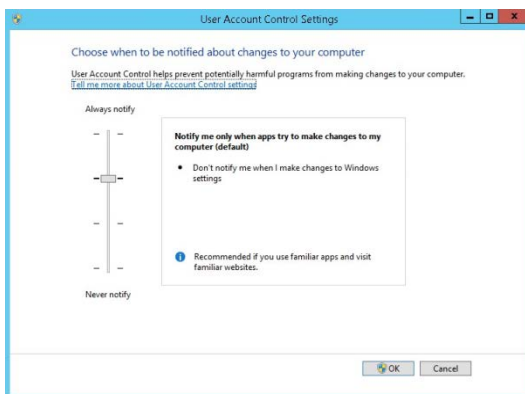 User Account Control Settings
Choose when to be notified about changes to your computer
User Account Control helps prevent potentially harmful programs from making changes to your computer.
Tell me more about User Account Control settings
Always notify
Notify me only when apps try to make changes to my
computer (default)
• Don't notify me when I make changes to Windows
settings
Recommended if you use familiar apps and visit
familiar websites.
Never notify
OK Cancel